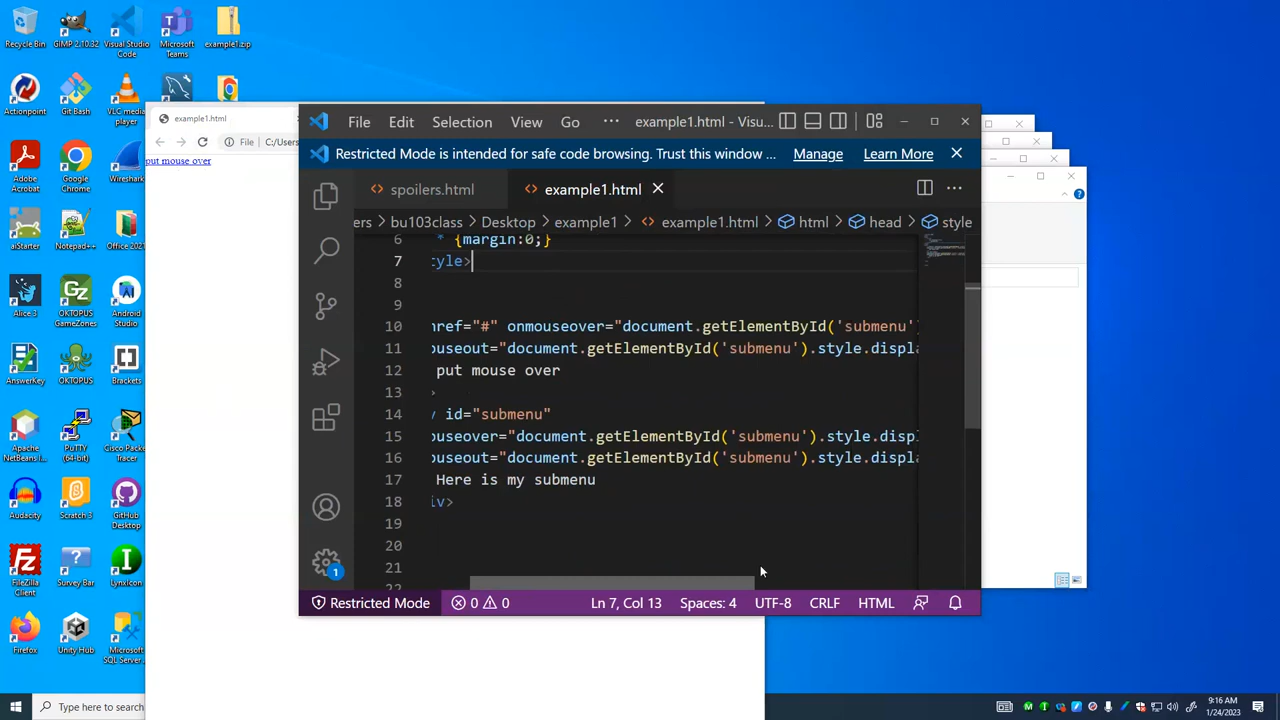 Recycle Bin
GIMP 2.10.32
Visual Studio
Code
Microsoft
Teams
example1.zip
Actionpoint
Git Bash
VLC media
player
Adobe
Acrobat
Google
Chrome
Wireshark
aiStarter
Notepad++
Office 2021
Alice 3
OKTOPUS
GameZones
Android
Studio
AnswerKey
OKTOPUS
Brackets
Apache
NetBeans I...
PuTTY
(64-bit)
Cisco Packet
Tracer
Audacity
Scratch 3
GitHub
Desktop
FileZilla
Client
Survey Bar
LynxIcon
Firefox
Unity Hub
Microsoft
SQL Server...
example1.html
File
C:/Users
put mouse over
File Edit Selection View Go ··· example1.html - Visu...
Restricted Mode is intended for safe code browsing. Trust this window ... Manage Learn More
spoilers.html example1.html
ers > bu103class > Desktop > example1 > example1.html > html > head > style
6 * {margin:0;}
7 tyle>
8
9
10 href="#" onmouseover="document.getElementById('submenu'
11 ouseout="document.getElementById('submenu').style.displa
12 put mouse over
13 >
14 v id="submenu"
15 ouseover="document.getElementById('submenu').style.displ
16 ouseout="document.getElementById('submenu').style.displa
17 Here is my submenu
18 iv>
19
20
21
22
1
Restricted Mode 0 0 Ln 7, Col 13 Spaces: 4 UTF-8 CRLF HTML
Type here to search
9:16 AM
1/24/2023